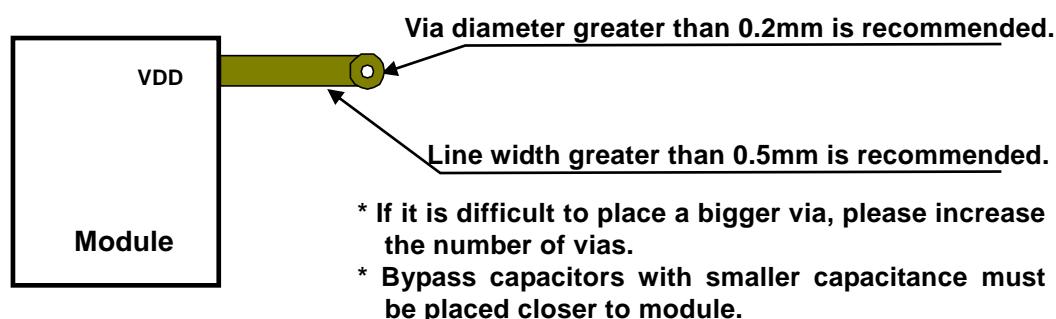 Via diameter greater than 0.2mm is recommended.
VDD
Line width greater than 0.5mm is recommended.
Module
* If it is difficult to place a bigger via, please increase
the number of vias.
* Bypass capacitors with smaller capacitance must
be placed closer to module.